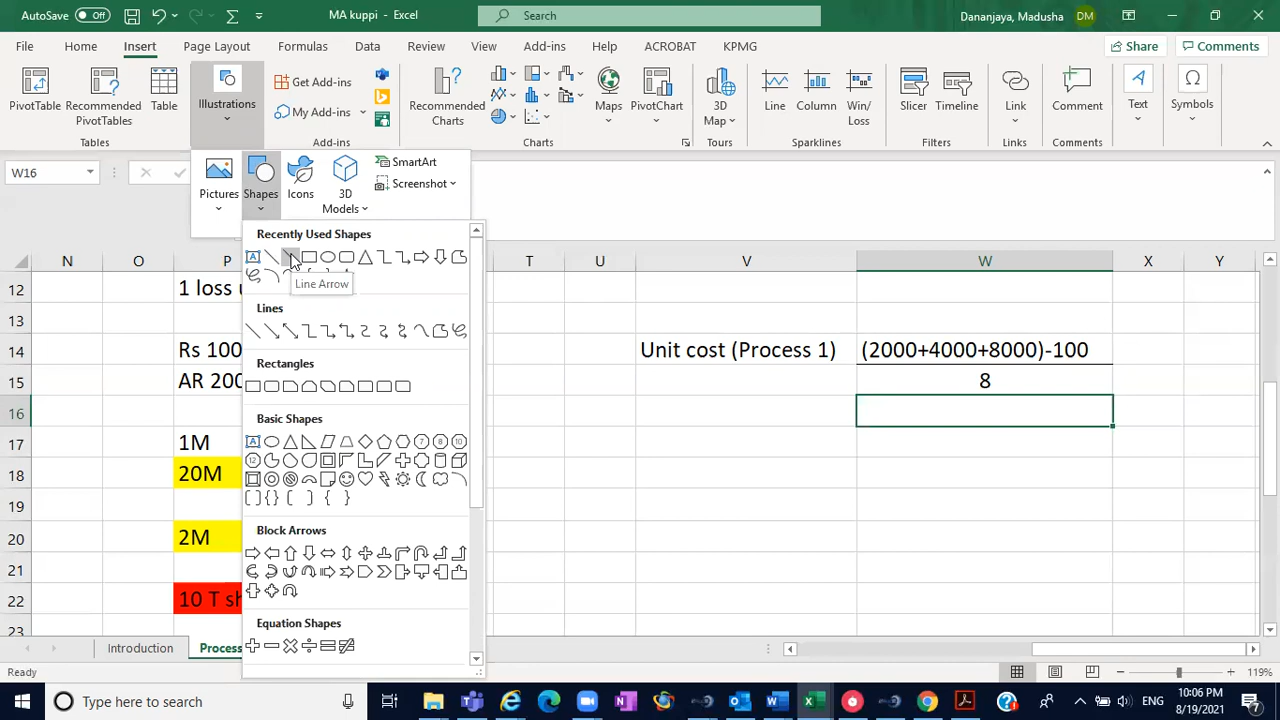 AutoSave Off MA kuppi - Excel Search Dananjaya, Madusha DM
File Home Insert Page Layout Formulas Data Review View Add-ins Help ACROBAT KPMG Share Comments
PivotTable Recommended PivotTables Table Illustrations Get Add-ins My Add-ins Recommended Charts Maps PivotChart 3D Map Line Column Win/Loss Slicer Timeline Link Comment Text Symbols
Tables Add-ins Charts Tours Sparklines Filters Links Comments
Pictures Shapes Icons 3D Models SmartArt Screenshot
W16
Recently Used Shapes
Line Arrow
Lines
Rectangles
Basic Shapes
Block Arrows
Equation Shapes
N O P T U V W X Y
12 1 loss
13
14 Rs 100 Unit cost (Process 1) (2000+4000+8000)-100
15 AR 200 8
16
17 1M
18 20M
19
20 2M
21
22 10 T sh
23
Introduction Process
Ready 119%
Type here to search ENG 10:06 PM 8/19/2021 7